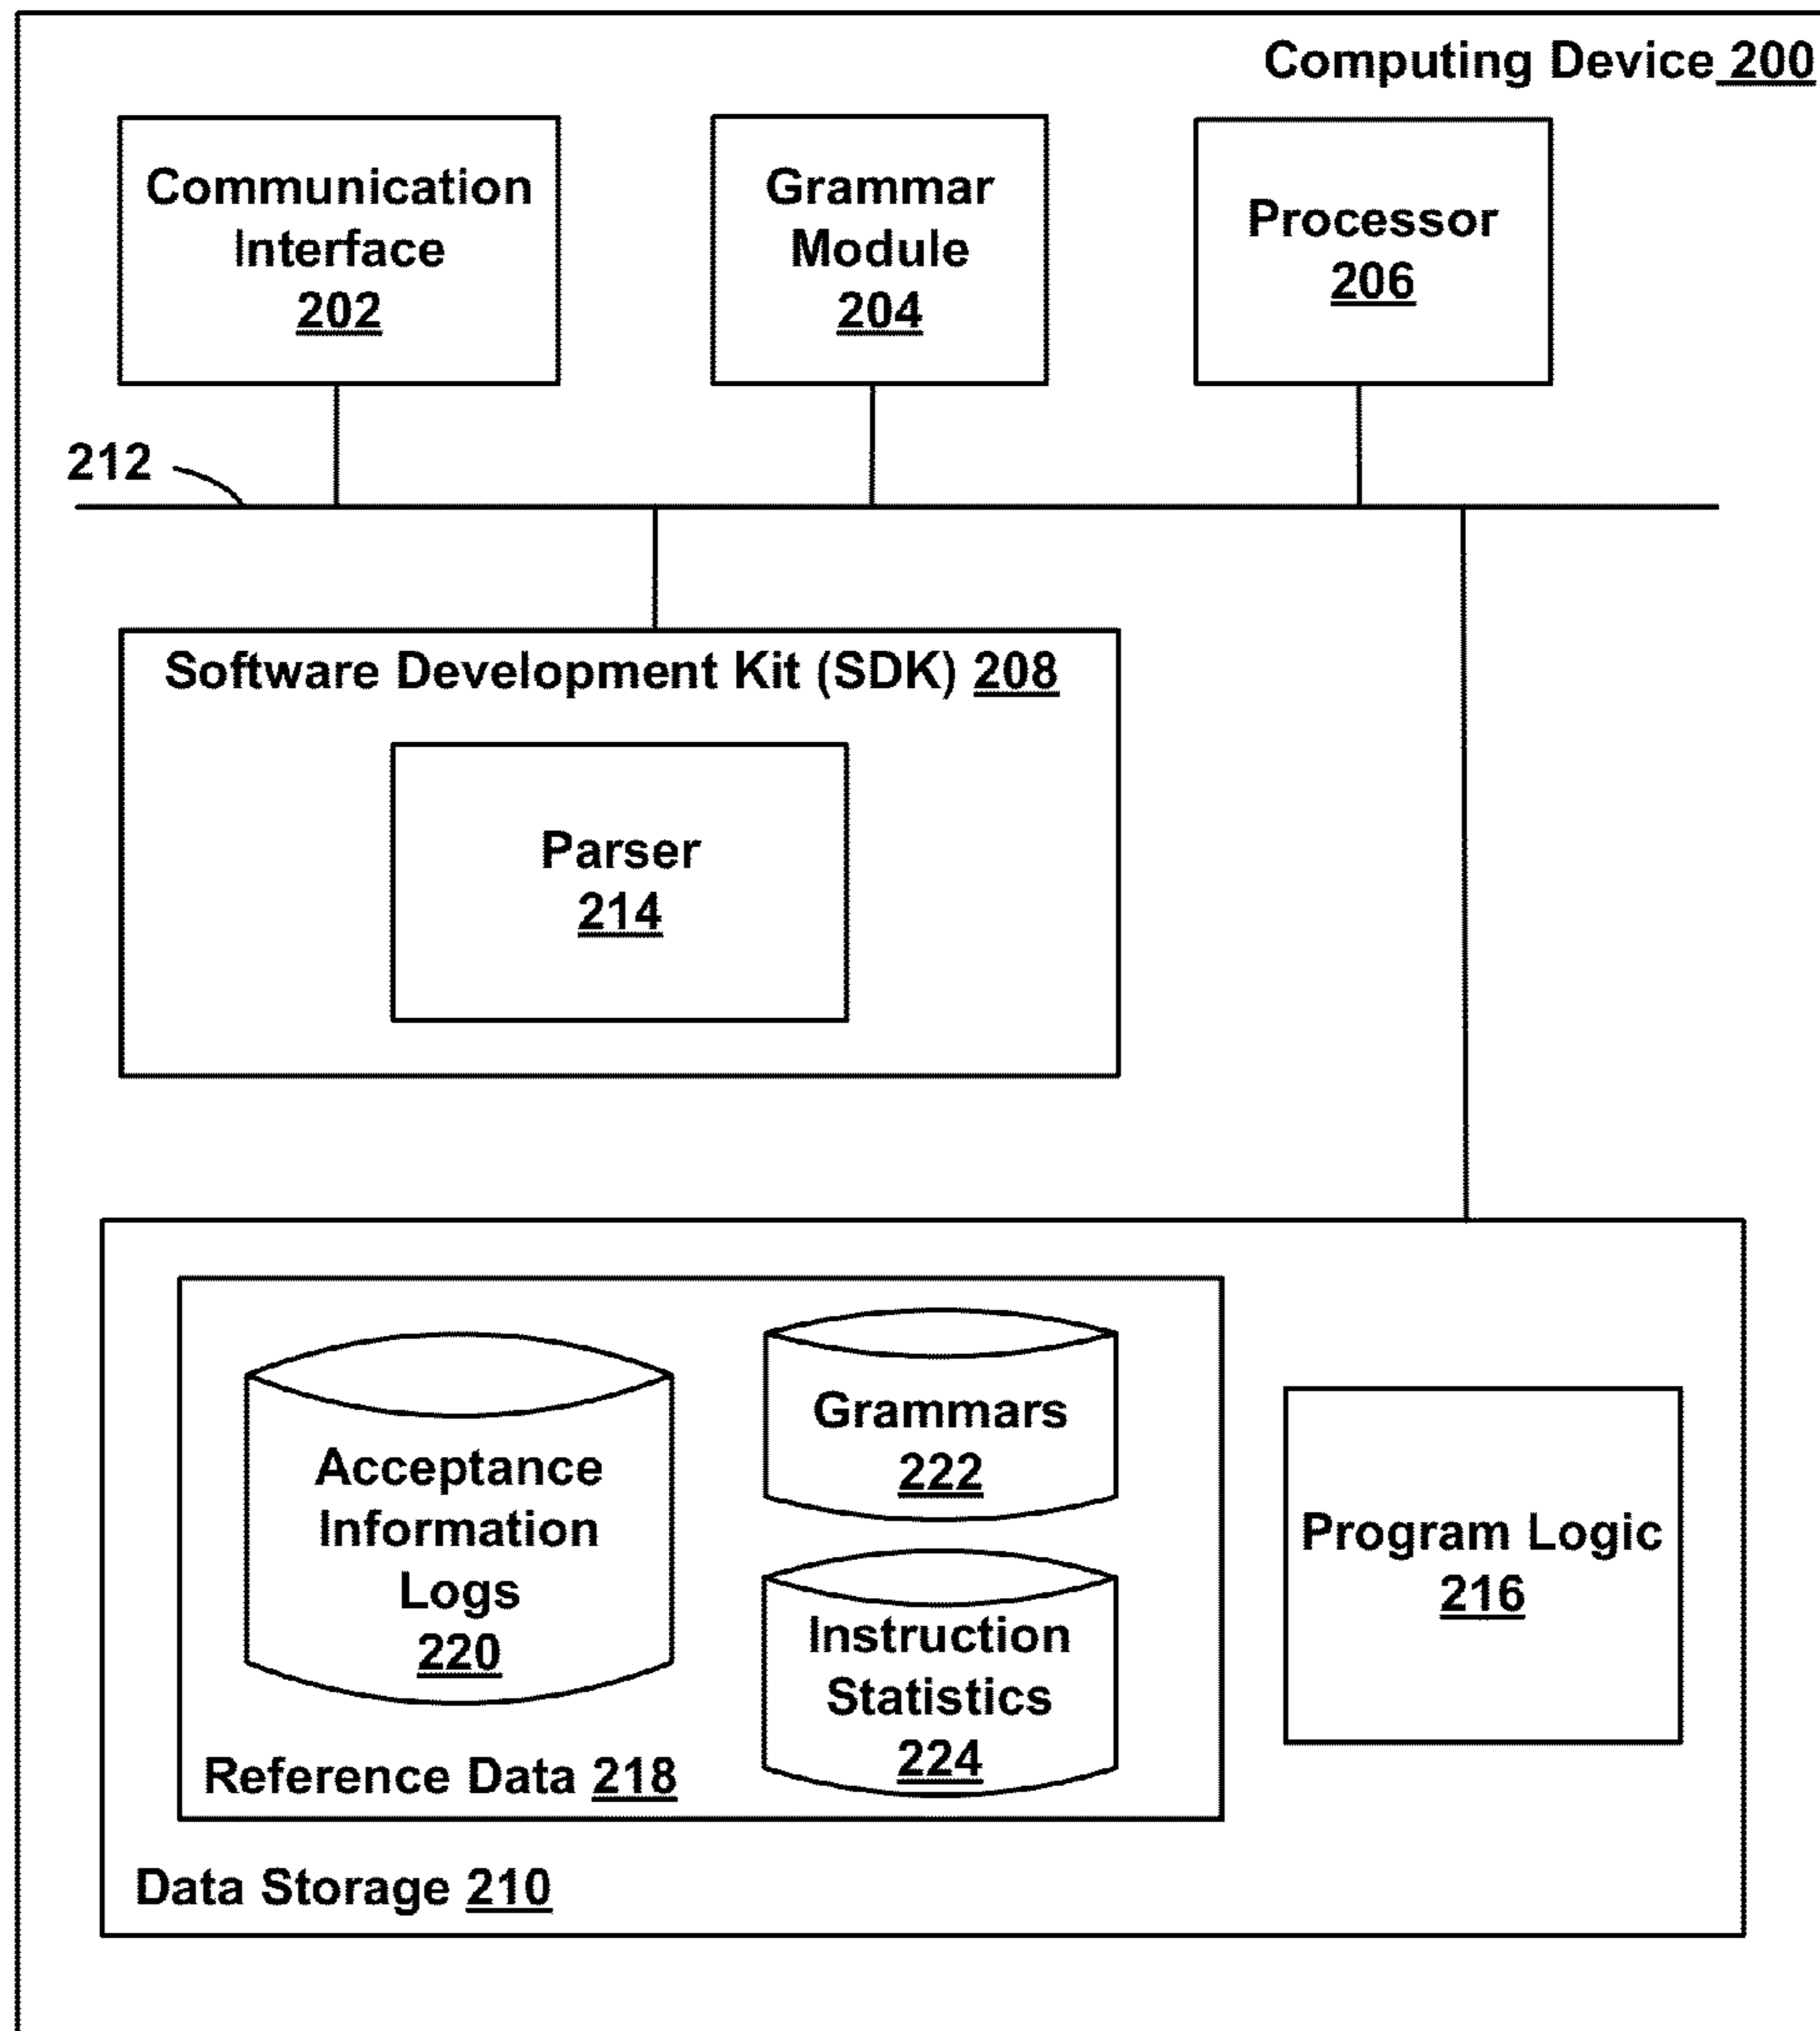 Computing Device 200
Communication
Interface
202
Grammar
Module
204
Processor
206
212
Software Development Kit (SDK) 208
Parser
214
Acceptance
Information
Logs
220
Grammars
222
Instruction
Statistics
224
Reference Data 218
Program Logic
216
Data Storage 210